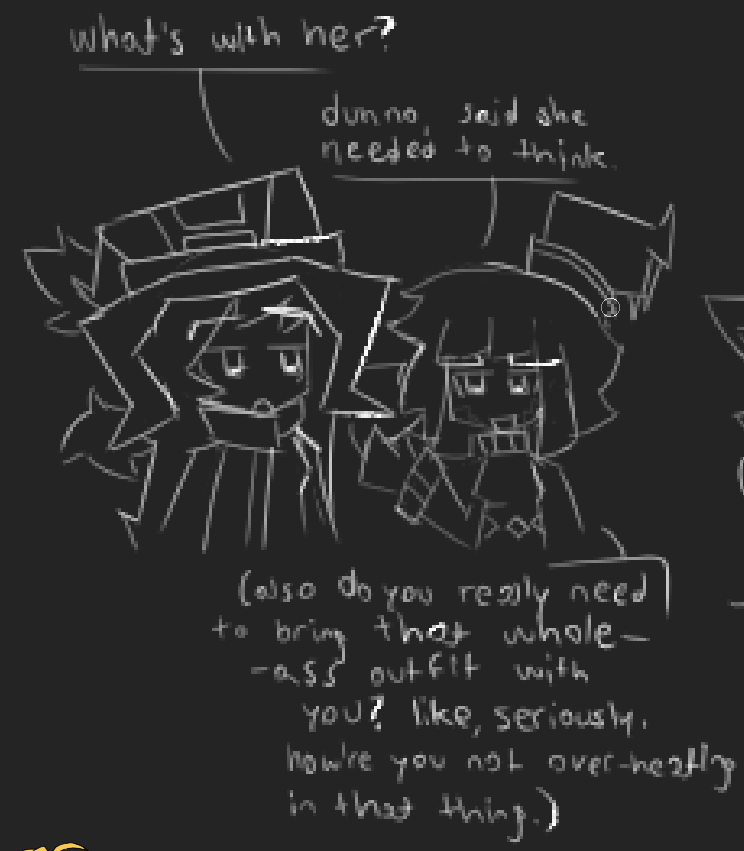 what's with her?
dunno, said she
needed to think.
(also do you really need
to bring that whole-
-ass outfit with
you? like, seriously.
how're you not over-heating
in that thing.)